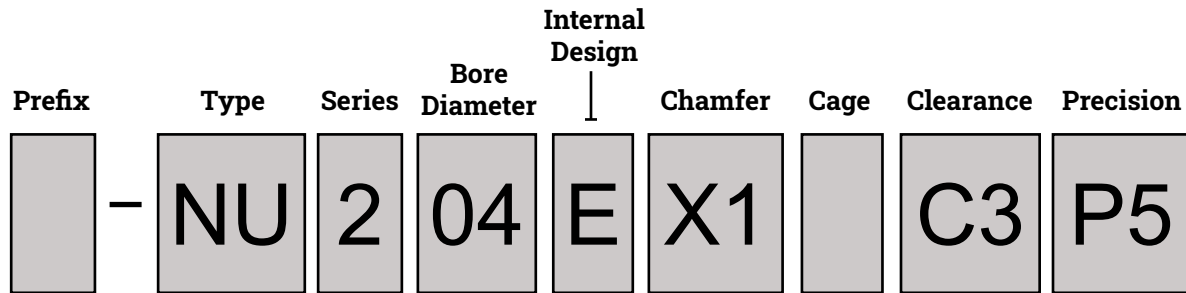 Internal
Design
Bore
Prefix Type Series Diameter Chamfer Cage Clearance Precision
– NU 2 04 E X1 C3 P5